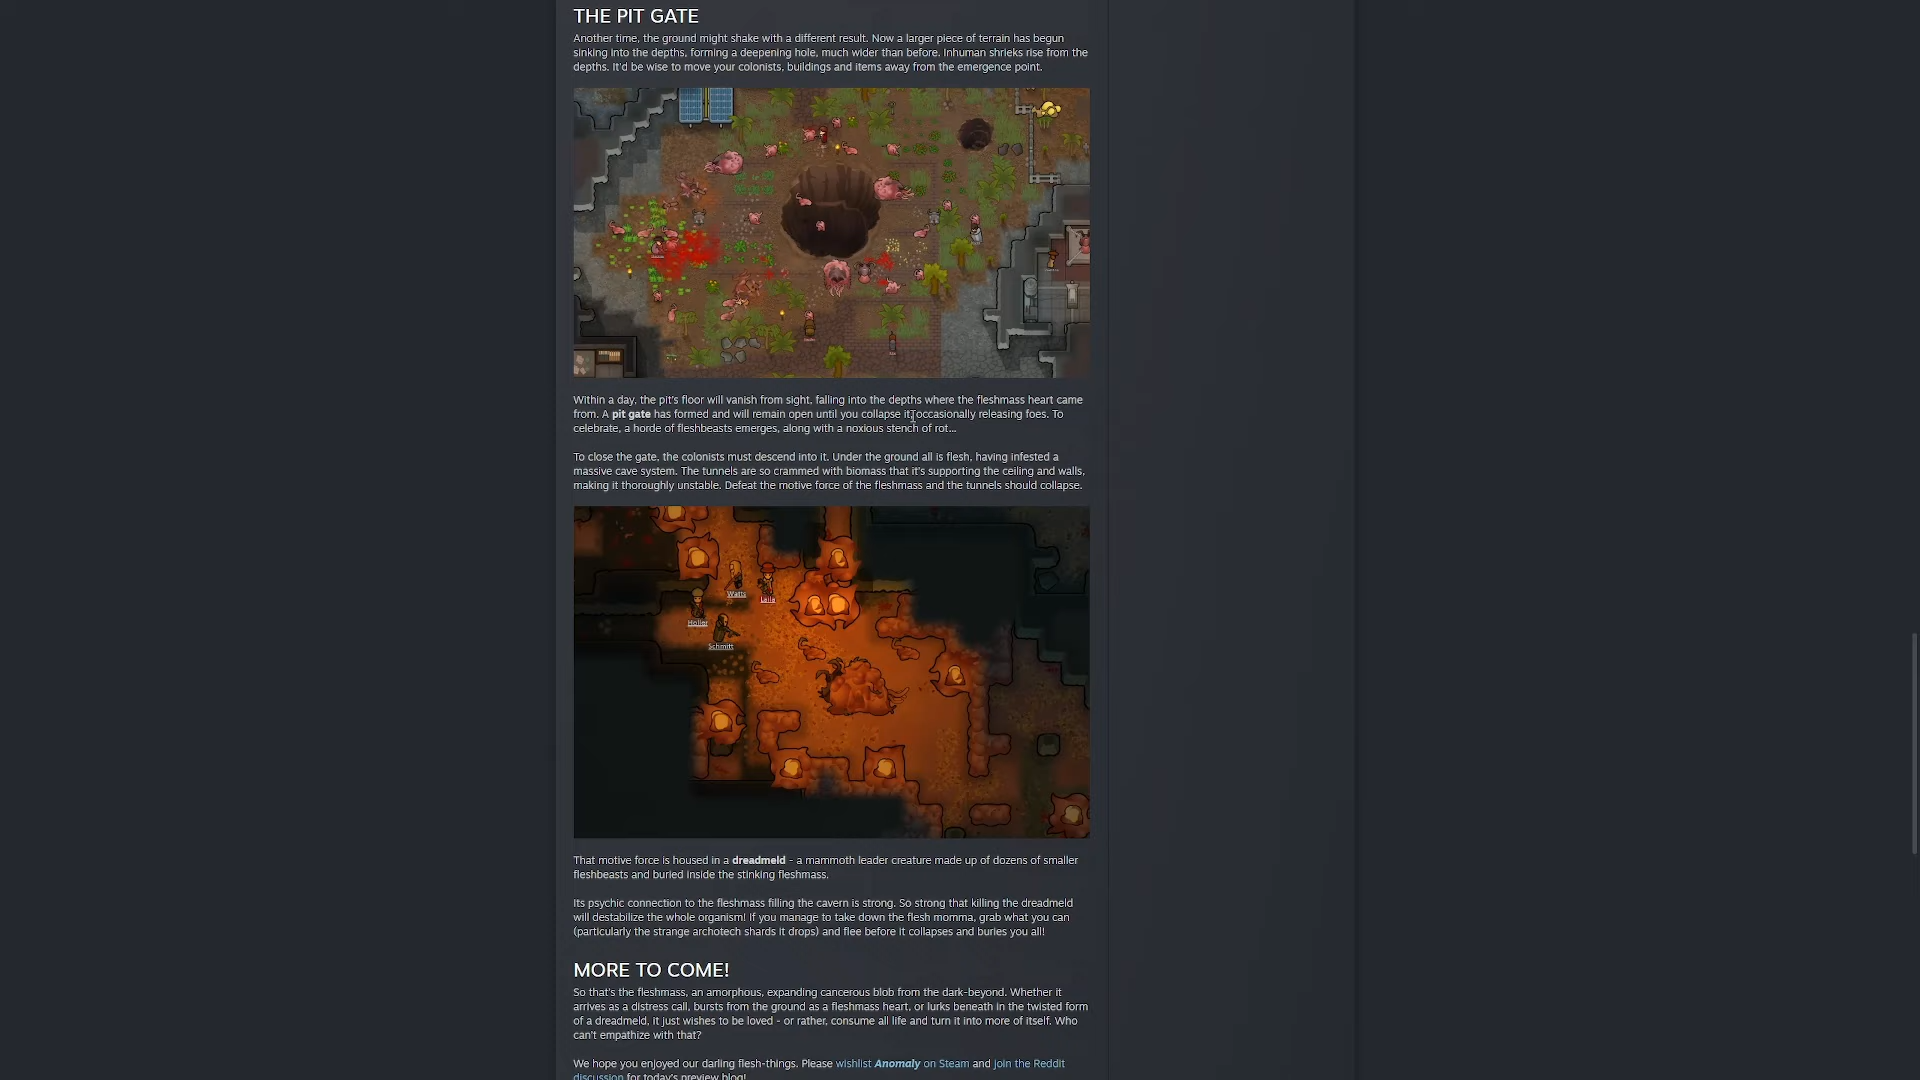 THE PIT GATE
Another time, the ground might shake with a different result. Now a larger piece of terrain has begun
sinking into the depths, forming a deepening hole, much wider than before. Inhuman shrieks rise from the
depths. It'd be wise to move your colonists, buildings and items away from the emergence point.
Within a day, the pit's floor will vanish from sight, falling into the depths where the fleshmass heart came
from. A pit gate has formed and will remain open until you collapse it, occasionally releasing foes. To
celebrate, a horde of fleshbeasts emerges, along with a noxious stench of rot...
To close the gate, the colonists must descend into it. Under the ground all is flesh, having infested a
massive cave system. The tunnels are so crammed with biomass that it's supporting the ceiling and walls,
making it thoroughly unstable. Defeat the motive force of the fleshmass and the tunnels should collapse.
Watts
Laila
Holler
Schmitt
That motive force is housed in a dreadmeld - a mammoth leader creature made up of dozens of smaller
fleshbeasts and buried inside the stinking fleshmass.
Its psychic connection to the fleshmass filling the cavern is strong. So strong that killing the dreadmeld
will destabilize the whole organism! If you manage to take down the flesh momma, grab what you can
(particularly the strange archotech shards it drops) and flee before it collapses and buries you all!
MORE TO COME!
So that's the fleshmass, an amorphous, expanding cancerous blob from the dark-beyond. Whether it
arrives as a distress call, bursts from the ground as a fleshmass heart, or lurks beneath in the twisted form
of a dreadmeld, it just wishes to be loved - or rather, consume all life and turn it into more of itself. Who
can't empathize with that?
We hope you enjoyed our darling flesh-things. Please wishlist Anomaly on Steam and join the Reddit
discussion for today's preview blog!